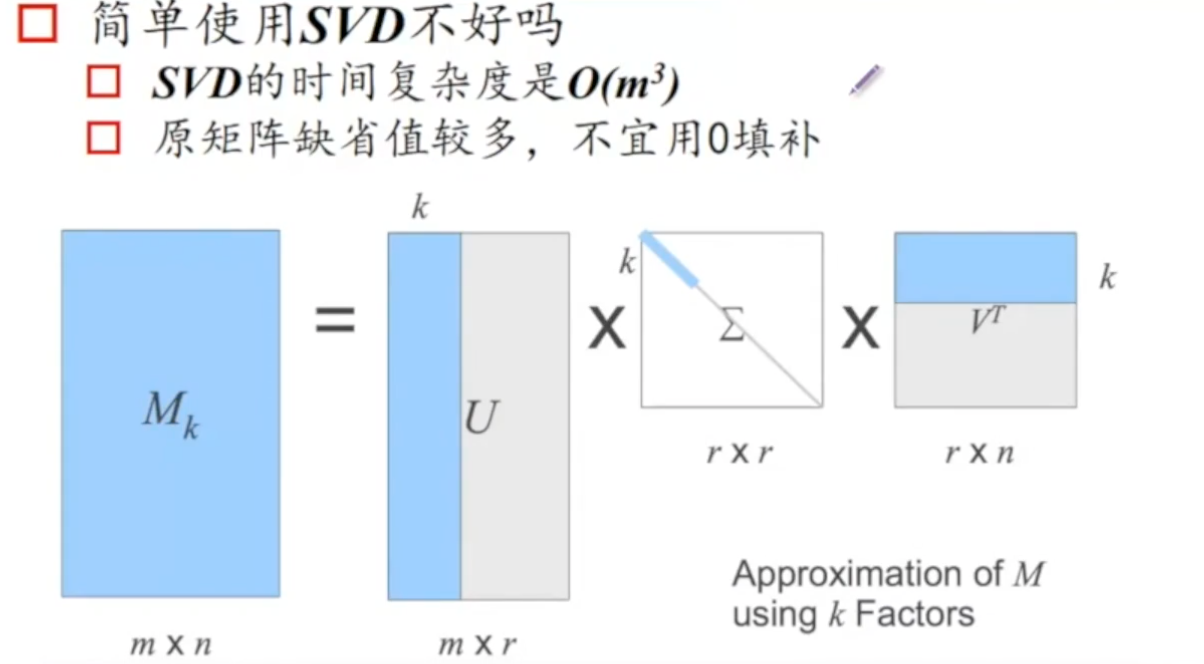 简单使用SVD不好吗
SVD的时间复杂度是O(m³)
原矩阵缺省值较多，不宜用0填补
k
k
k
=
X
Σ
X
Vᵀ
Mₖ
U
r x r
r x n
Approximation of M
using k Factors
m x n
m x r